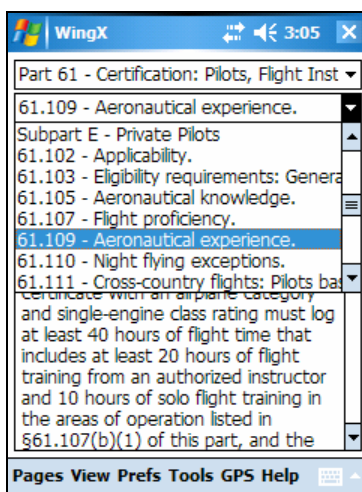 WingX 3:05
Part 61 - Certification: Pilots, Flight Inst
61.109 - Aeronautical experience.
Subpart E - Private Pilots
61.102 - Applicability.
61.103 - Eligibility requirements: Genera
61.105 - Aeronautical knowledge.
61.107 - Flight proficiency.
61.109 - Aeronautical experience.
61.110 - Night flying exceptions.
61.111 - Cross-country flights: Pilots bas
certificate with an airplane category
and single-engine class rating must log
at least 40 hours of flight time that
includes at least 20 hours of flight
training from an authorized instructor
and 10 hours of solo flight training in
the areas of operation listed in
§61.107(b)(1) of this part, and the
Pages View Prefs Tools GPS Help